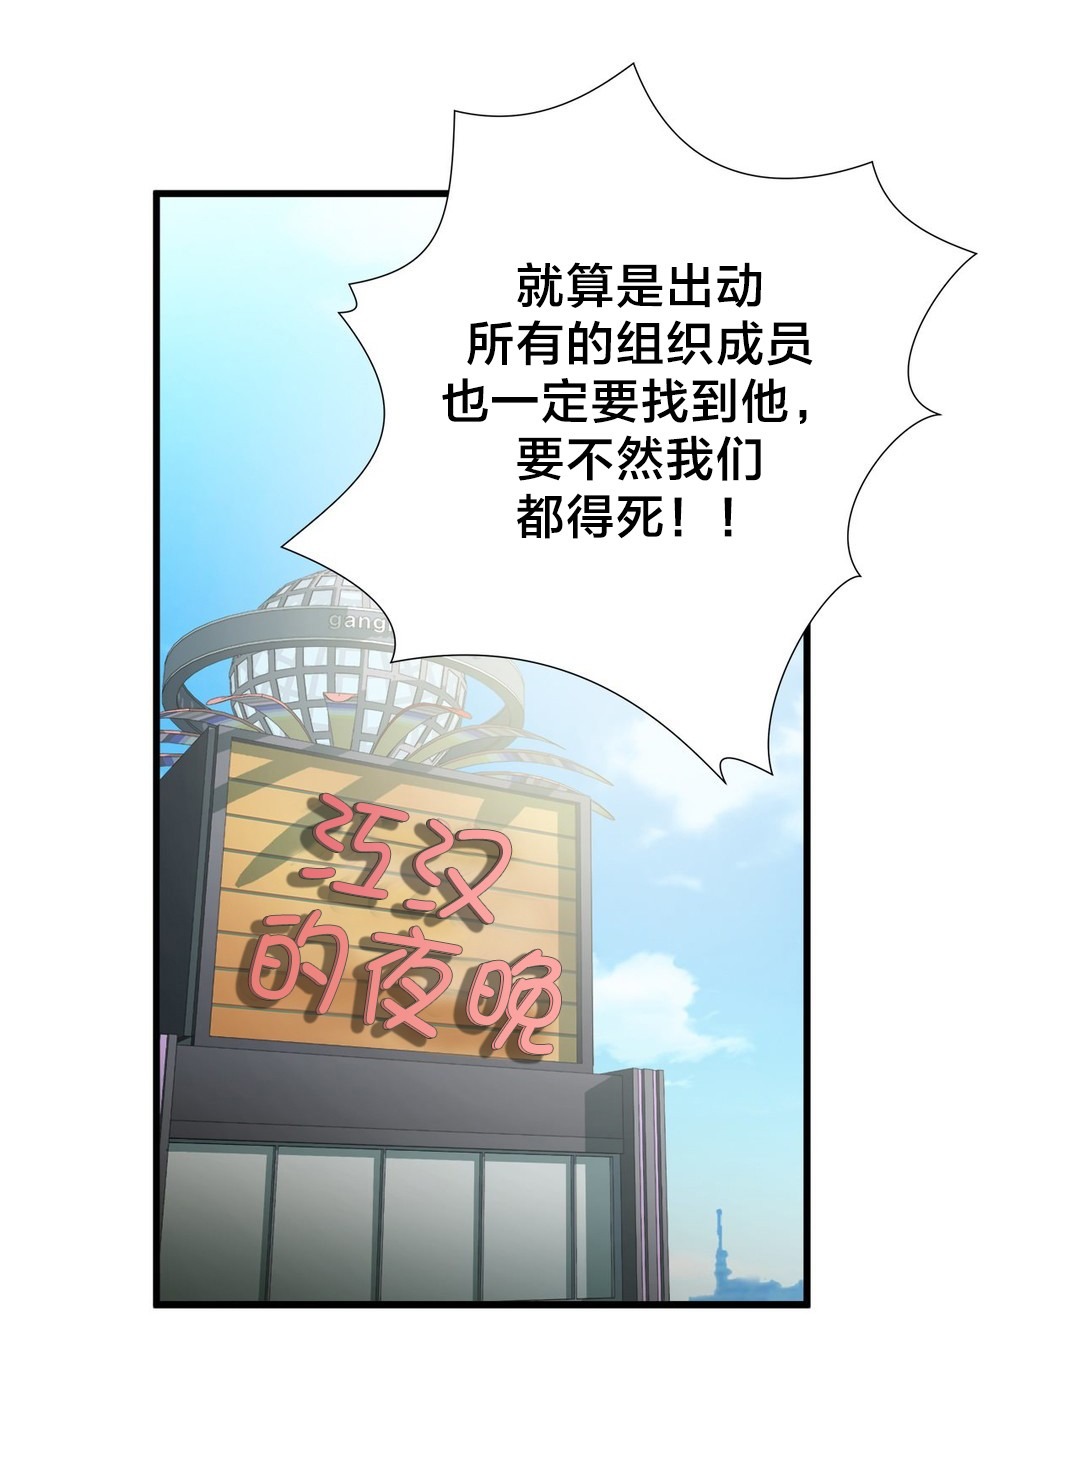 就算是出动
所有的组织成员
也一定要找到他,
要不然我们
都得死！！
gang
江汉
的夜晚